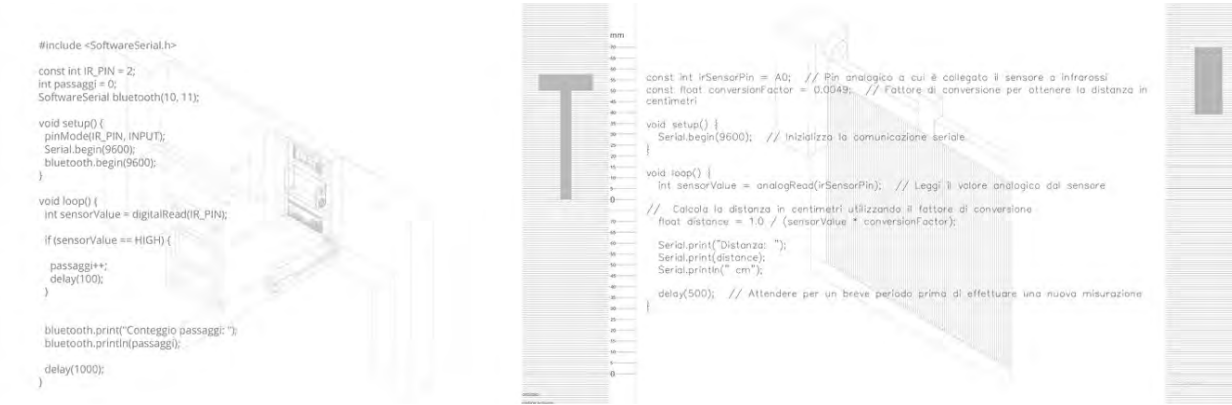 #include <SoftwareSerial.h>
const int IR_PIN = 2;
int passaggi = 0;
SoftwareSerial bluetooth(10, 11);
void setup() {
pinMode(IR_PIN, INPUT);
Serial.begin(9600);
bluetooth.begin(9600);
}
void loop() {
int sensorValue = digitalRead(IR_PIN);
if (sensorValue == HIGH) {
passaggi++;
delay(100);
}
bluetooth.print("Conteggio passaggi: ");
bluetooth.println(passaggi);
delay(1000);
}
T
mm
0
0
const int irSensorPin = A0; // Pin analogico a cui è collegato il sensore a infrarossi
const float conversionFactor = 0.0049; // Fattore di conversione per ottenere la distanza in
centimetri
void setup() {
Serial.begin(9600); // Inizializza la comunicazione seriale
}
void loop() {
int sensorValue = analogRead(irSensorPin); // Leggi il valore analogico dal sensore
// Calcola la distanza in centimetri utilizzando il fattore di conversione
float distance = 1.0 / (sensorValue * conversionFactor);
Serial.print("Distanza: ");
Serial.print(distance);
Serial.println(" cm");
delay(500); // Attendere per un breve periodo prima di effettuare una nuova misurazione
}